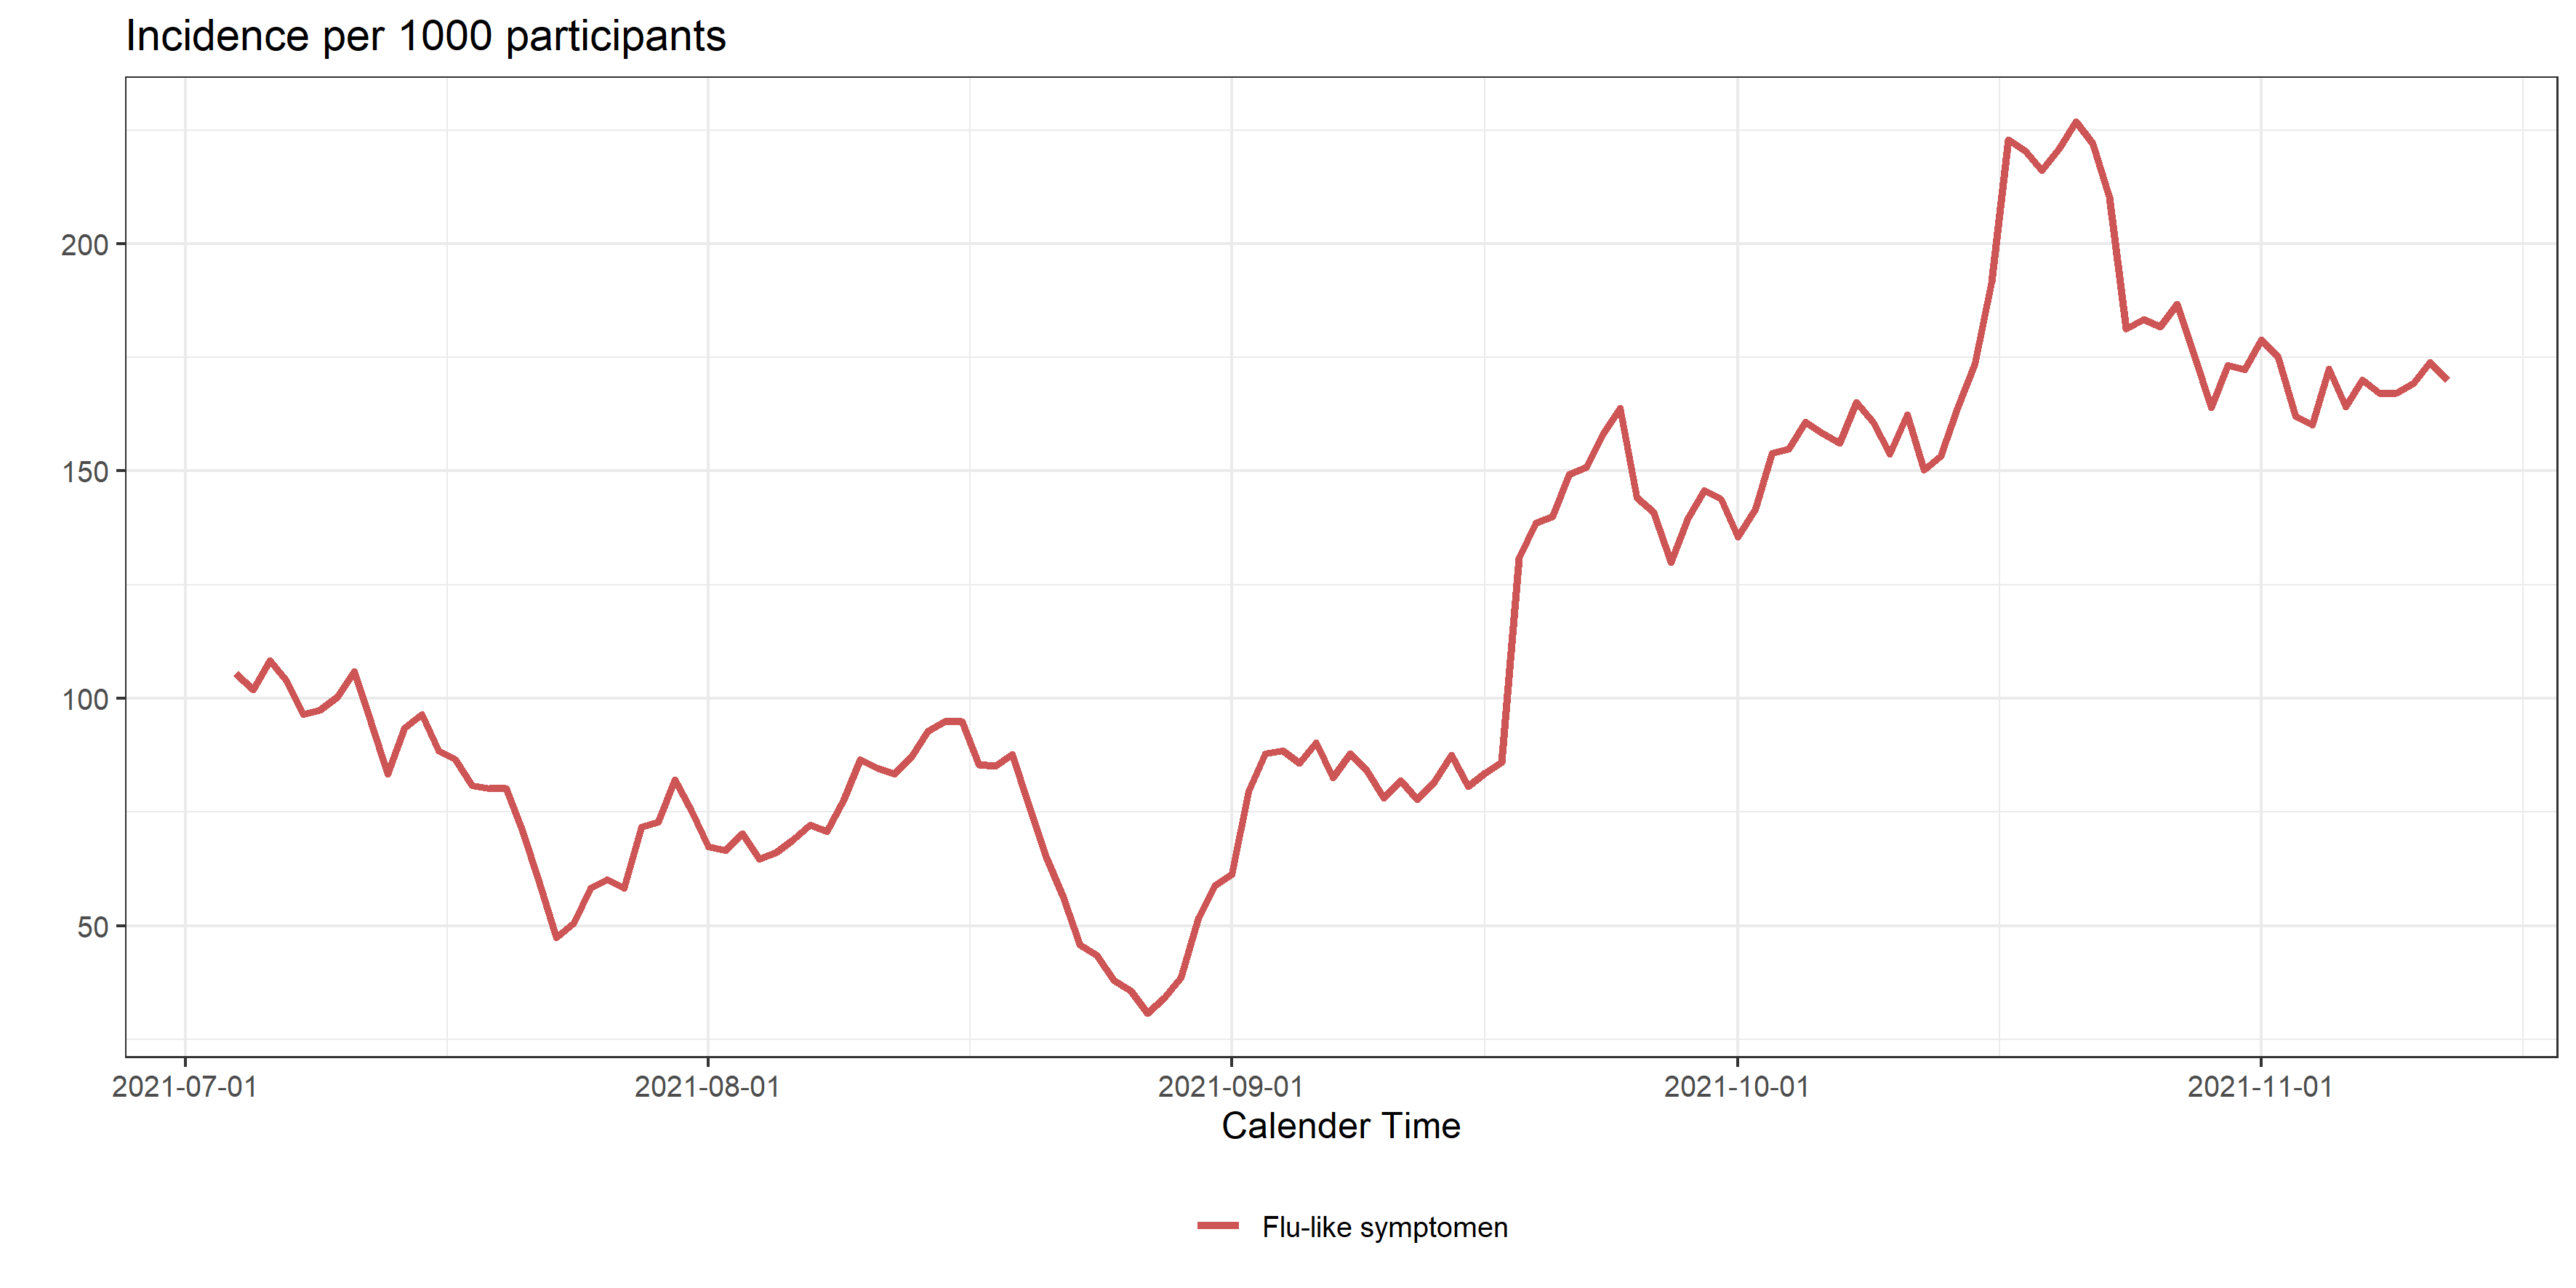 Incidence per 1000 participants
200
150
100
50
2021-07-01 2021-08-01 2021-09-01 2021-10-01 2021-11-01
Calender Time
Flu-like symptomen